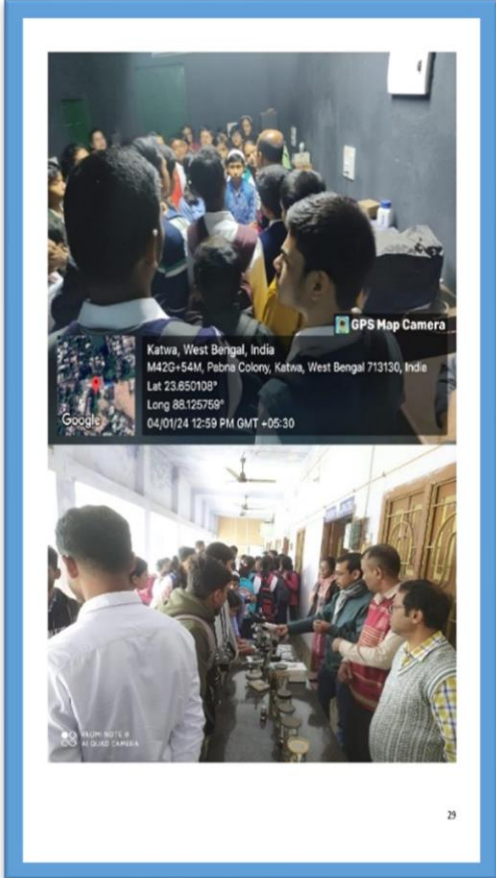 GPS Map Camera
Katwa, West Bengal, India
M42G+54M, Pabna Colony, Katwa, West Bengal 713130, India
Lat 23.650108°
Long 88.125759°
04/01/24 12:59 PM GMT +05:30
Google
REDMI NOTE 8
AI QUAD CAMERA
29